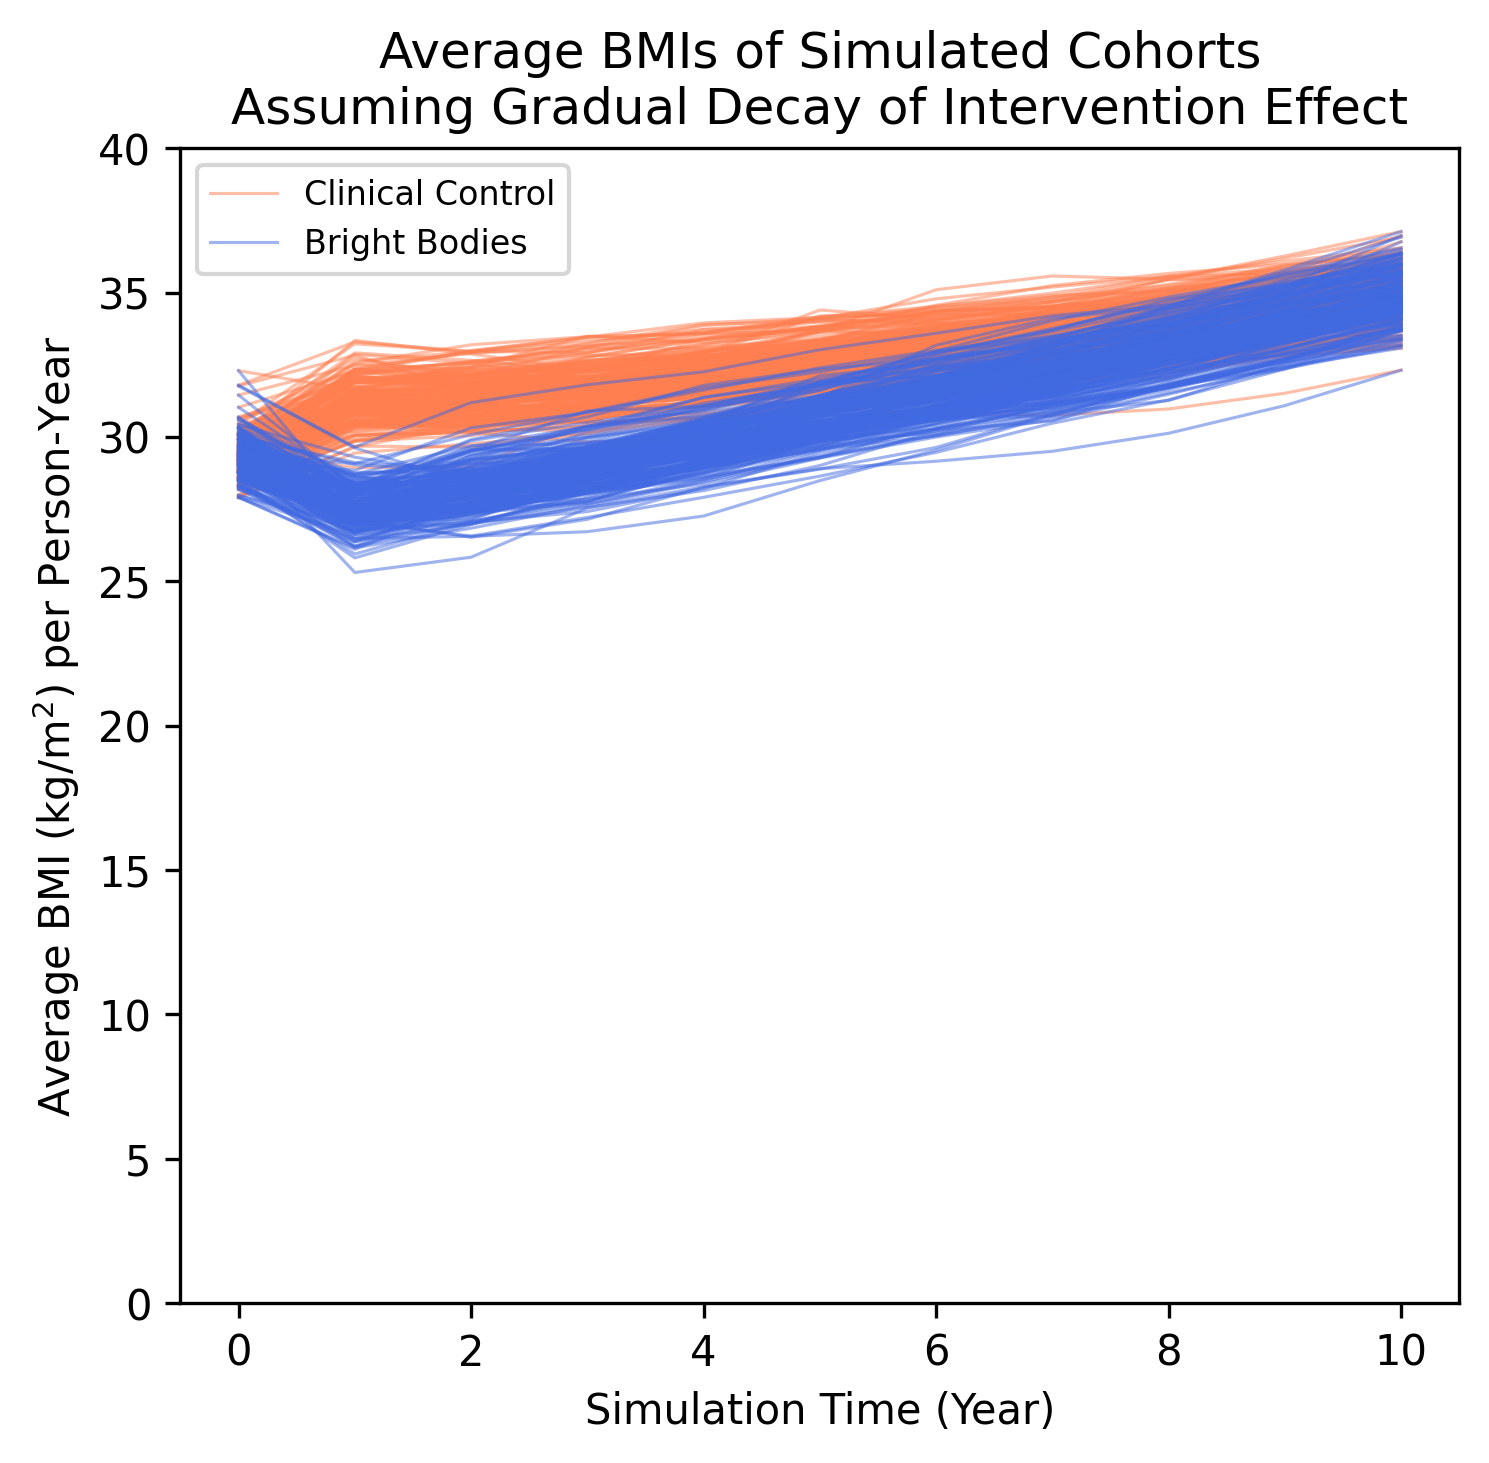 Average BMIs of Simulated Cohorts
Assuming Gradual Decay of Intervention Effect
Clinical Control
Bright Bodies
Average BMI (kg/m²) per Person-Year
40
35
30
25
20
15
10
5
0
0 2 4 6 8 10
Simulation Time (Year)